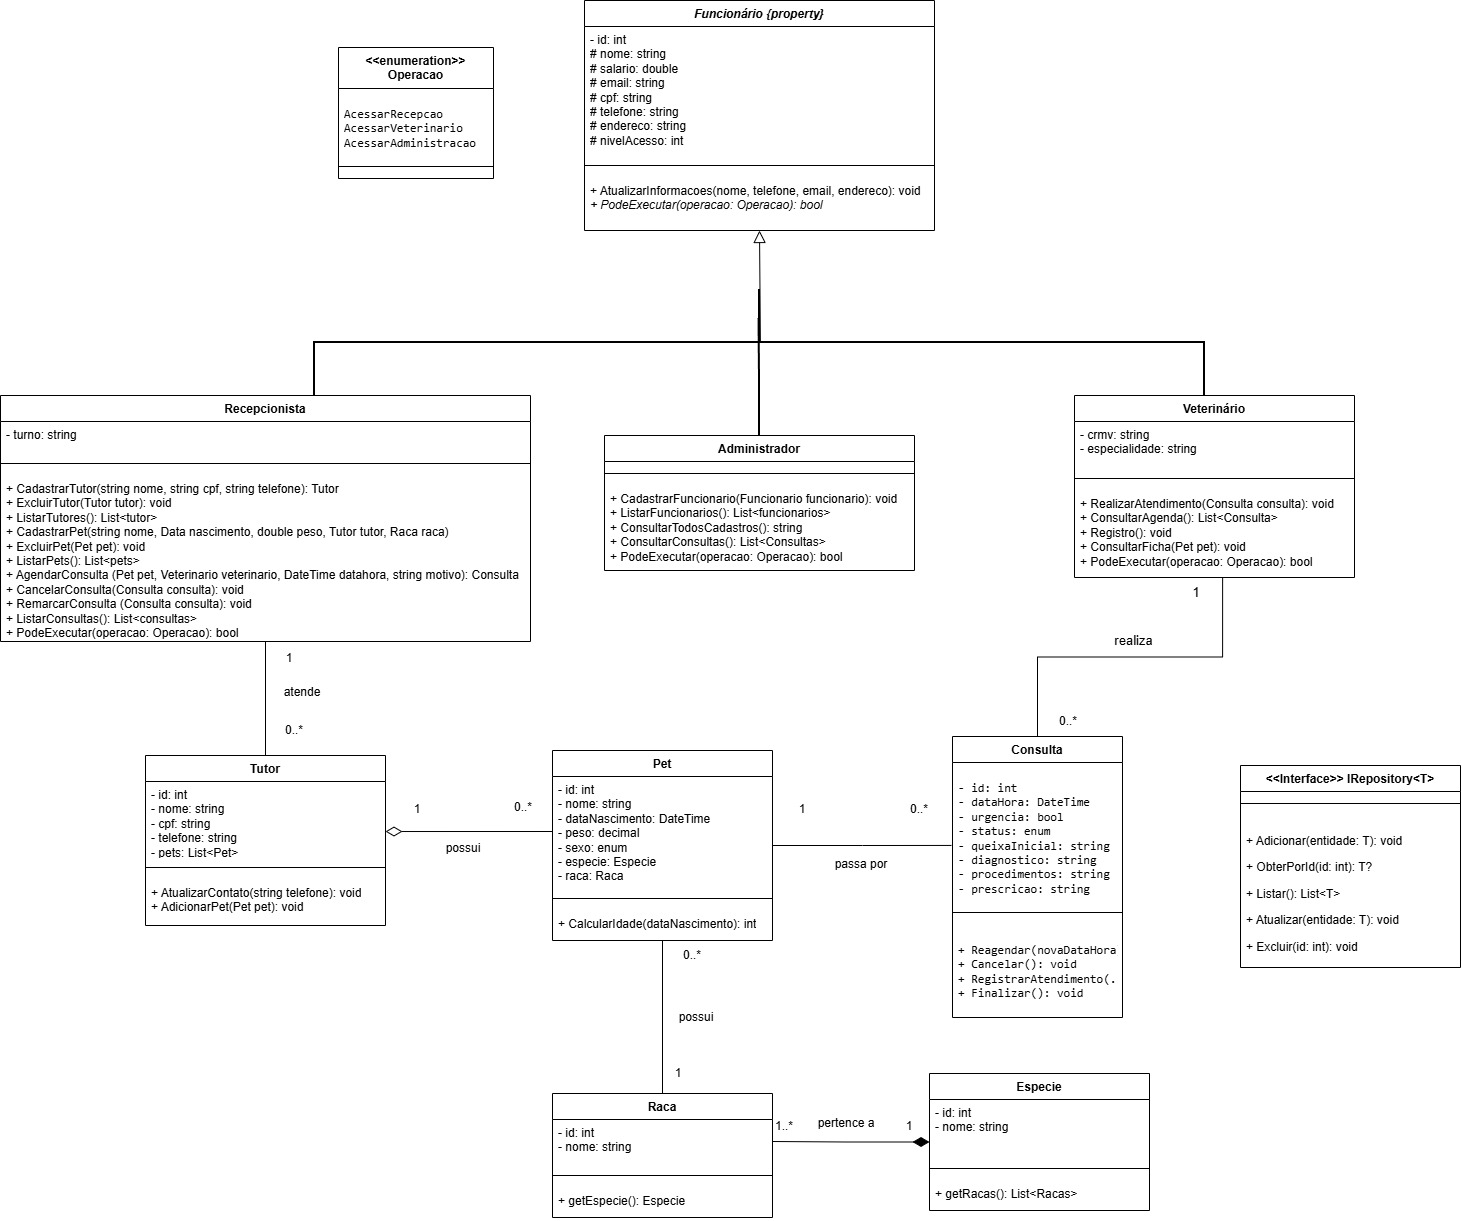 Funcionário {property}
- id: int
# nome: string
# salario: double
# email: string
# cpf: string
# telefone: string
# endereco: string
# nivelAcesso: int
+ AtualizarInformacoes(nome, telefone, email, endereco): void
+ PodeExecutar(operacao: Operacao): bool
<<enumeration>>
Operacao
AcessarRecepcao
AcessarVeterinario
AcessarAdministracao
Recepcionista
- turno: string
+ CadastrarTutor(string nome, string cpf, string telefone): Tutor
+ ExcluirTutor(Tutor tutor): void
+ ListarTutores(): List<tutor>
+ CadastrarPet(string nome, Data nascimento, double peso, Tutor tutor, Raca raca)
+ ExcluirPet(Pet pet): void
+ ListarPets(): List<pets>
+ AgendarConsulta (Pet pet, Veterinario veterinario, DateTime datahora, string motivo): Consulta
+ CancelarConsulta(Consulta consulta): void
+ RemarcarConsulta (Consulta consulta): void
+ ListarConsultas(): List<consultas>
+ PodeExecutar(operacao: Operacao): bool
Administrador
+ CadastrarFuncionario(Funcionario funcionario): void
+ ListarFuncionarios(): List<funcionarios>
+ ConsultarTodosCadastros(): string
+ ConsultarConsultas(): List<Consultas>
+ PodeExecutar(operacao: Operacao): bool
Veterinário
- crmv: string
- especialidade: string
+ RealizarAtendimento(Consulta consulta): void
+ ConsultarAgenda(): List<Consulta>
+ Registro(): void
+ ConsultarFicha(Pet pet): void
+ PodeExecutar(operacao: Operacao): bool
1
atende
0..*
1
realiza
0..*
Tutor
- id: int
- nome: string
- cpf: string
- telefone: string
- pets: List<Pet>
+ AtualizarContato(string telefone): void
+ AdicionarPet(Pet pet): void
1
0..*
possui
Pet
- id: int
- nome: string
- dataNascimento: DateTime
- peso: decimal
- sexo: enum
- especie: Especie
- raca: Raca
+ CalcularIdade(dataNascimento): int
1
0..*
passa por
Consulta
- id: int
- dataHora: DateTime
- urgencia: bool
- status: enum
- queixaInicial: string
- diagnostico: string
- procedimentos: string
- prescricao: string
+ Reagendar(novaDataHora
+ Cancelar(): void
+ RegistrarAtendimento(.
+ Finalizar(): void
<<Interface>> IRepository<T>
+ Adicionar(entidade: T): void
+ ObterPorId(id: int): T?
+ Listar(): List<T>
+ Atualizar(entidade: T): void
+ Excluir(id: int): void
0..*
possui
1
Raca
- id: int
- nome: string
+ getEspecie(): Especie
1..*
pertence a
1
Especie
- id: int
- nome: string
+ getRacas(): List<Racas>